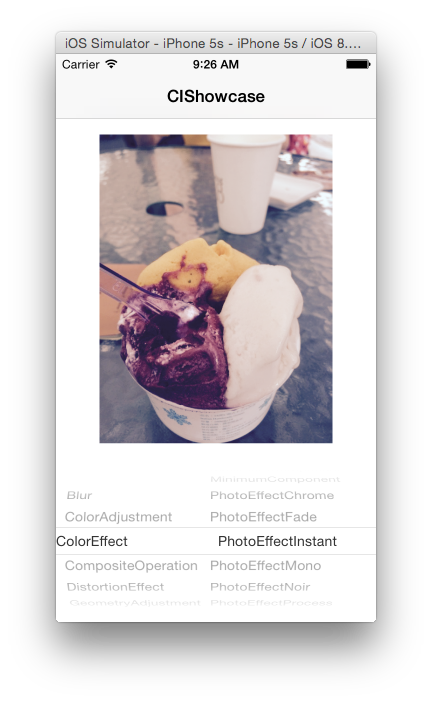 iOS Simulator - iPhone 5s - iPhone 5s / iOS 8....
Carrier 9:26 AM
CIShowcase
MinimumComponent
Blur PhotoEffectChrome
ColorAdjustment PhotoEffectFade
ColorEffect PhotoEffectInstant
CompositeOperation PhotoEffectMono
DistortionEffect PhotoEffectNoir
GeometryAdjustment PhotoEffectProcess